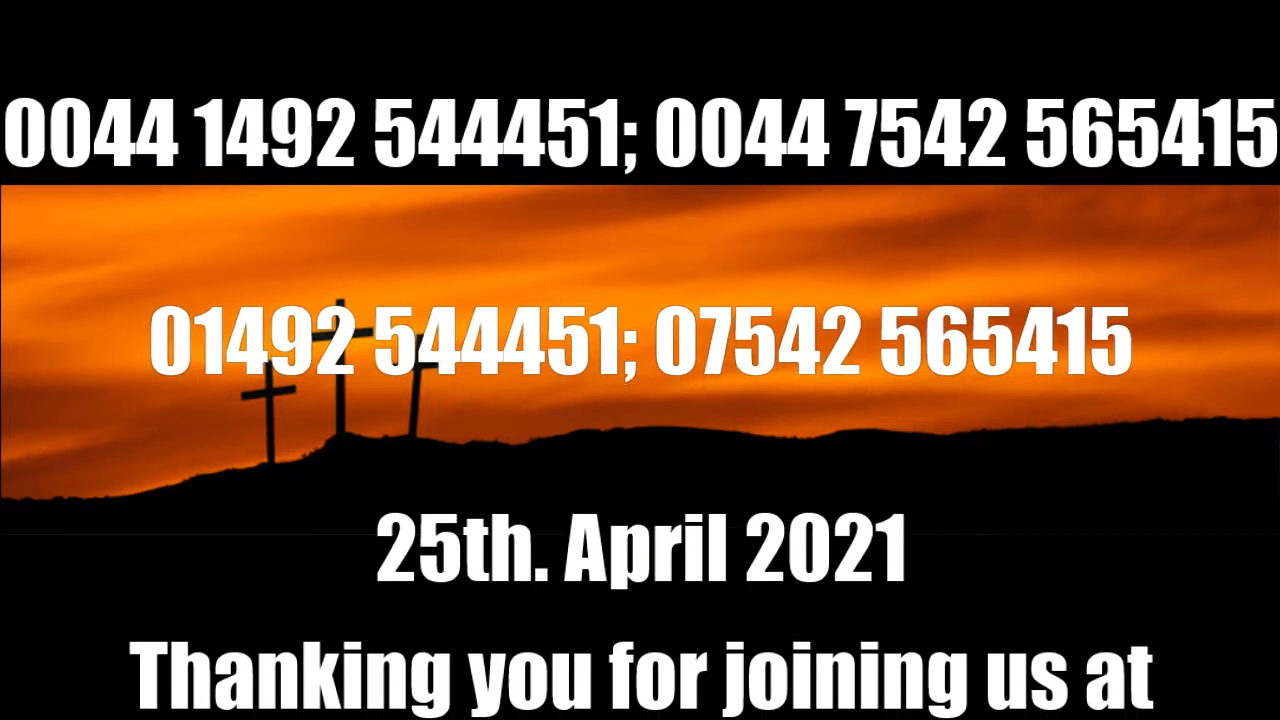 0044 1492 544451; 0044 7542 565415
01492 544451; 07542 565415
25th. April 2021
Thanking you for joining us at